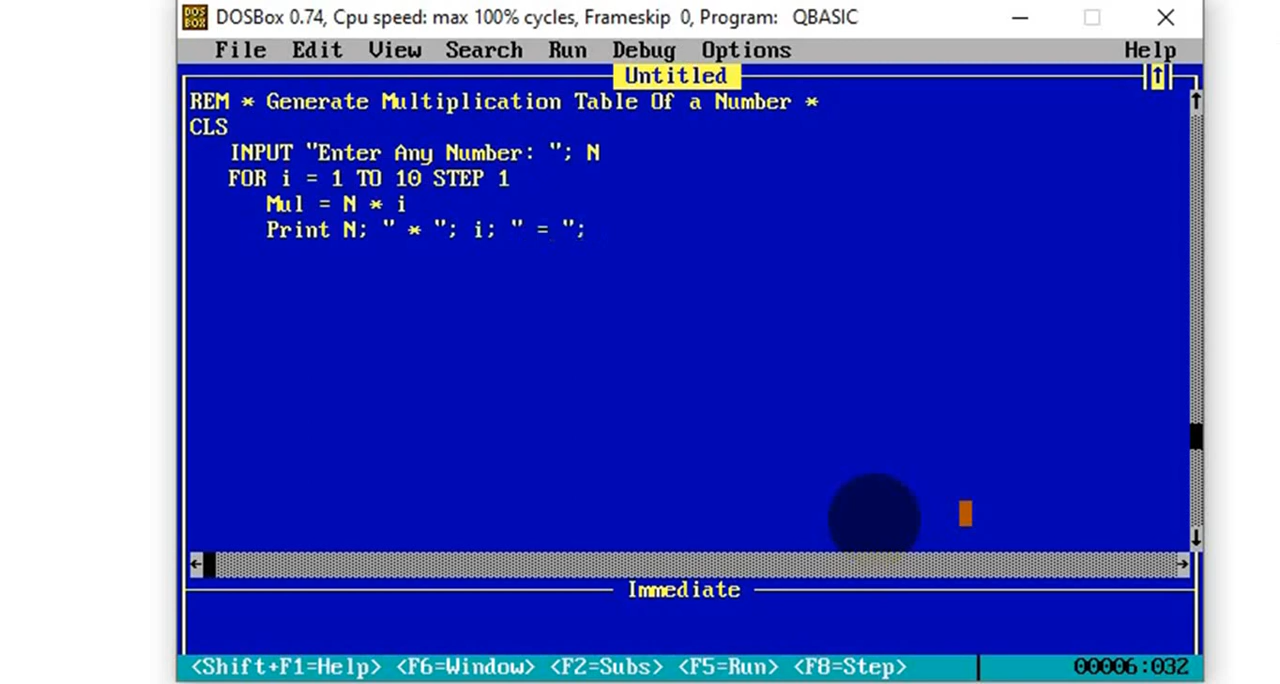 DOS BOX DOSBox 0.74, Cpu speed: max 100% cycles, Frameskip 0, Program: QBASIC
File Edit View Search Run Debug Options Help
Untitled
REM * Generate Multiplication Table Of a Number *
CLS
INPUT "Enter Any Number: "; N
FOR i = 1 TO 10 STEP 1
Mul = N * i
Print N; " * "; i; " = ";
Immediate
<Shift+F1=Help> <F6=Window> <F2=Subs> <F5=Run> <F8=Step> 00006:032